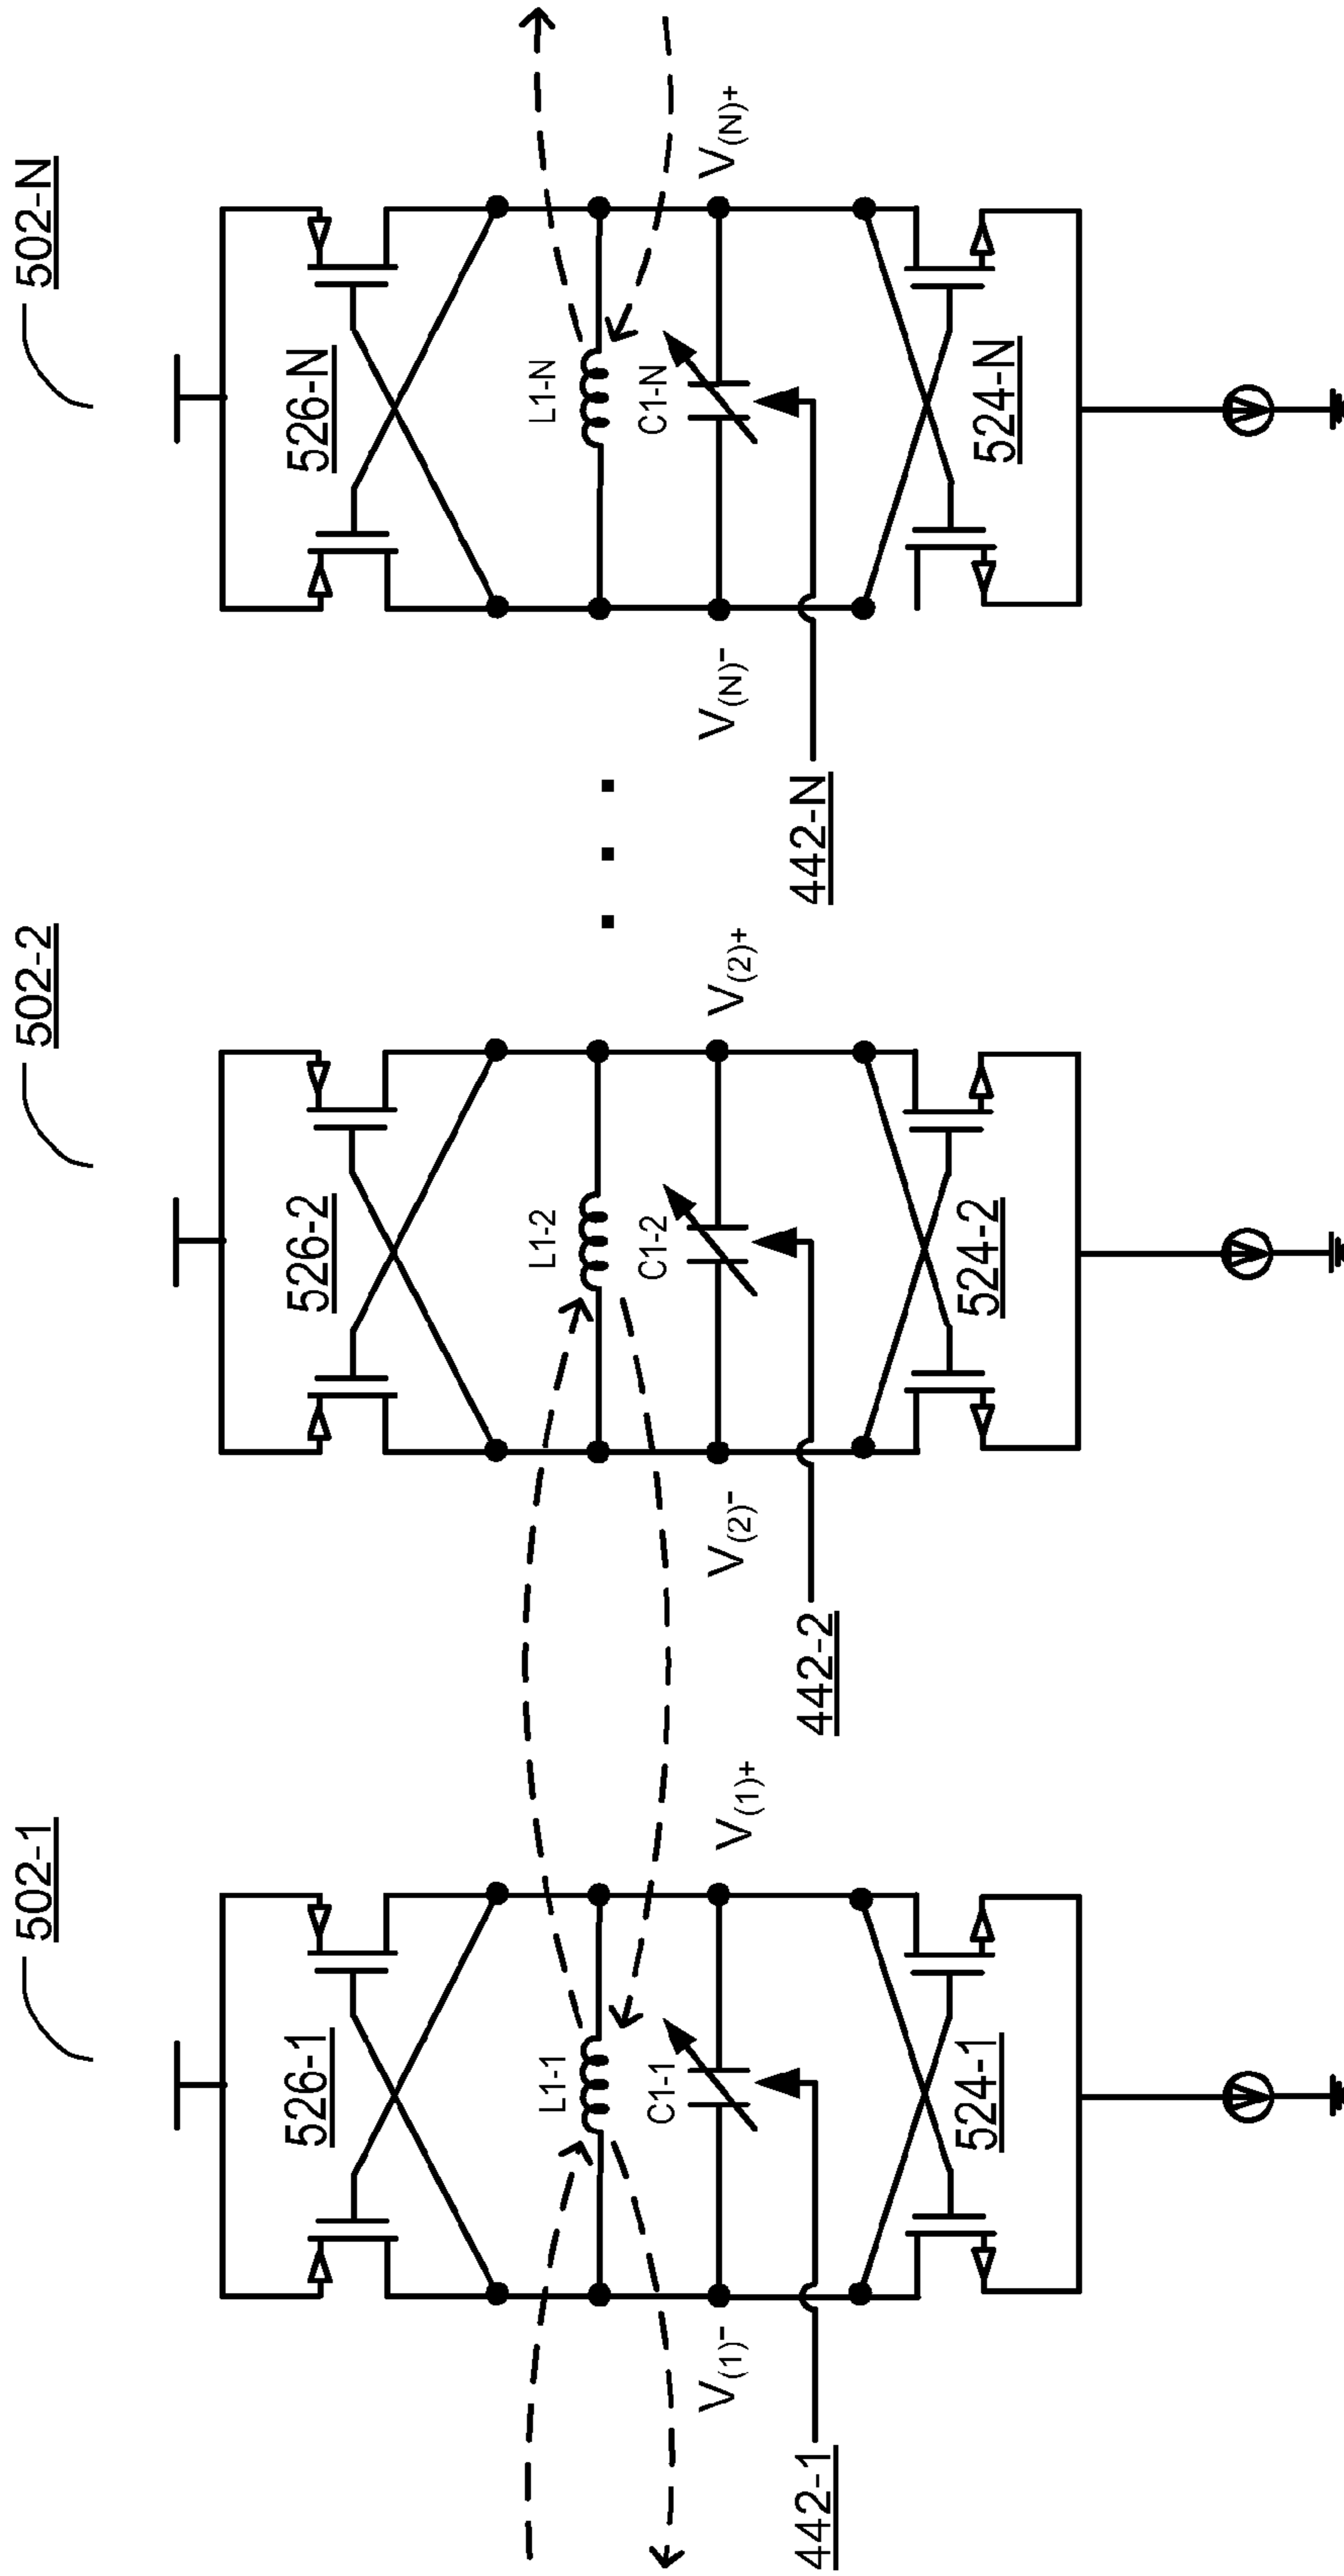 502-1
526-1
L1-1
C1-1
V(1)-
V(1)+
442-1
524-1
502-2
526-2
L1-2
C1-2
V(2)-
V(2)+
442-2
524-2
502-N
526-N
L1-N
C1-N
V(N)-
V(N)+
442-N
524-N